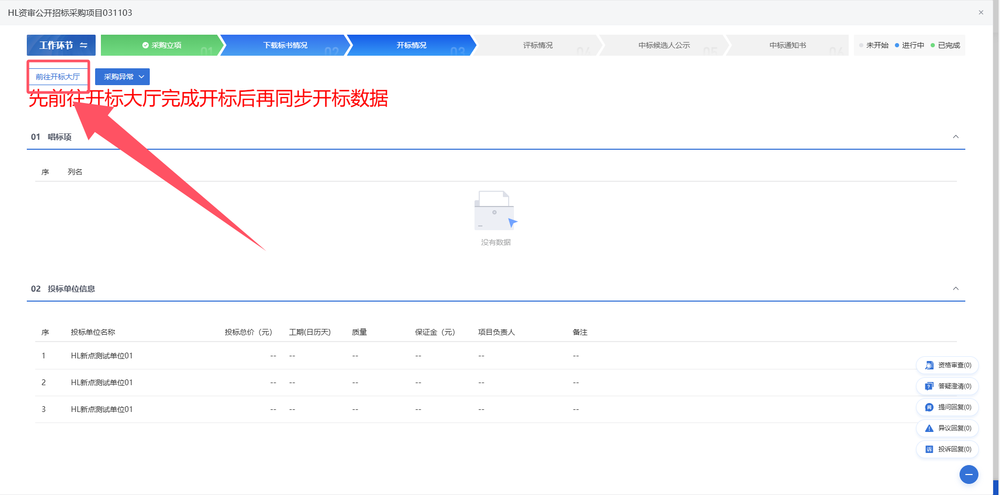 HL资审公开招标采购项目031103
工作环节
采购立项 01
下载标书情况 02
开标情况 03
评标情况 04
中标候选人公示 05
中标通知书 06
未开始 进行中 已完成
前往开标大厅 采购异常
先前往开标大厅完成开标后再同步开标数据
01 唱标项
序 列名
没有数据
02 投标单位信息
序 投标单位名称 投标总价（元） 工期(日历天) 质量 保证金（元） 项目负责人 备注
1 HL新点测试单位01 -- -- -- -- -- --
2 HL新点测试单位01 -- -- -- -- -- --
3 HL新点测试单位01 -- -- -- -- -- --
资格审查(0)
答疑澄清(0)
问 提问回复(0)
异议回复(0)
诉 投诉回复(0)